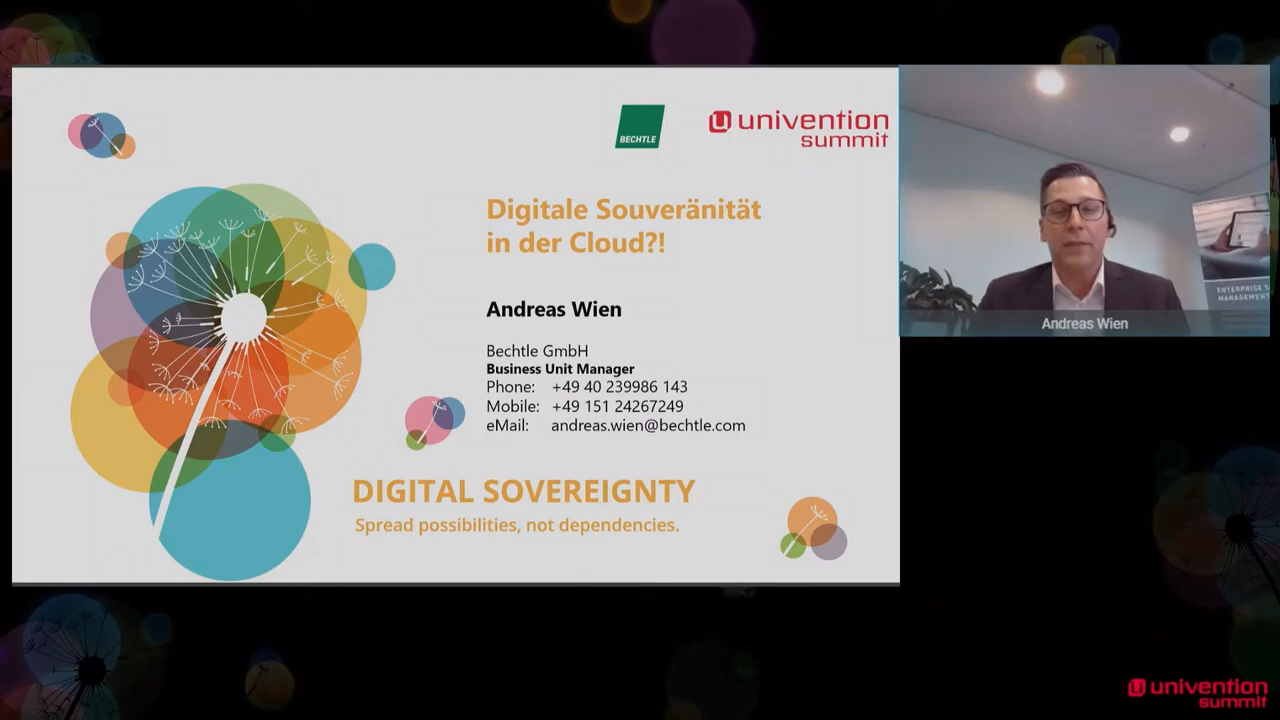 BECHTLE
univention
summit
Digitale Souveränität
in der Cloud?!
Andreas Wien
Bechtle GmbH
Business Unit Manager
Phone: +49 40 239986 143
Mobile: +49 151 24267249
eMail: andreas.wien@bechtle.com
DIGITAL SOVEREIGNTY
Spread possibilities, not dependencies.
ENTERPRISE
MANAGEMENT
Andreas Wien
univention
summit